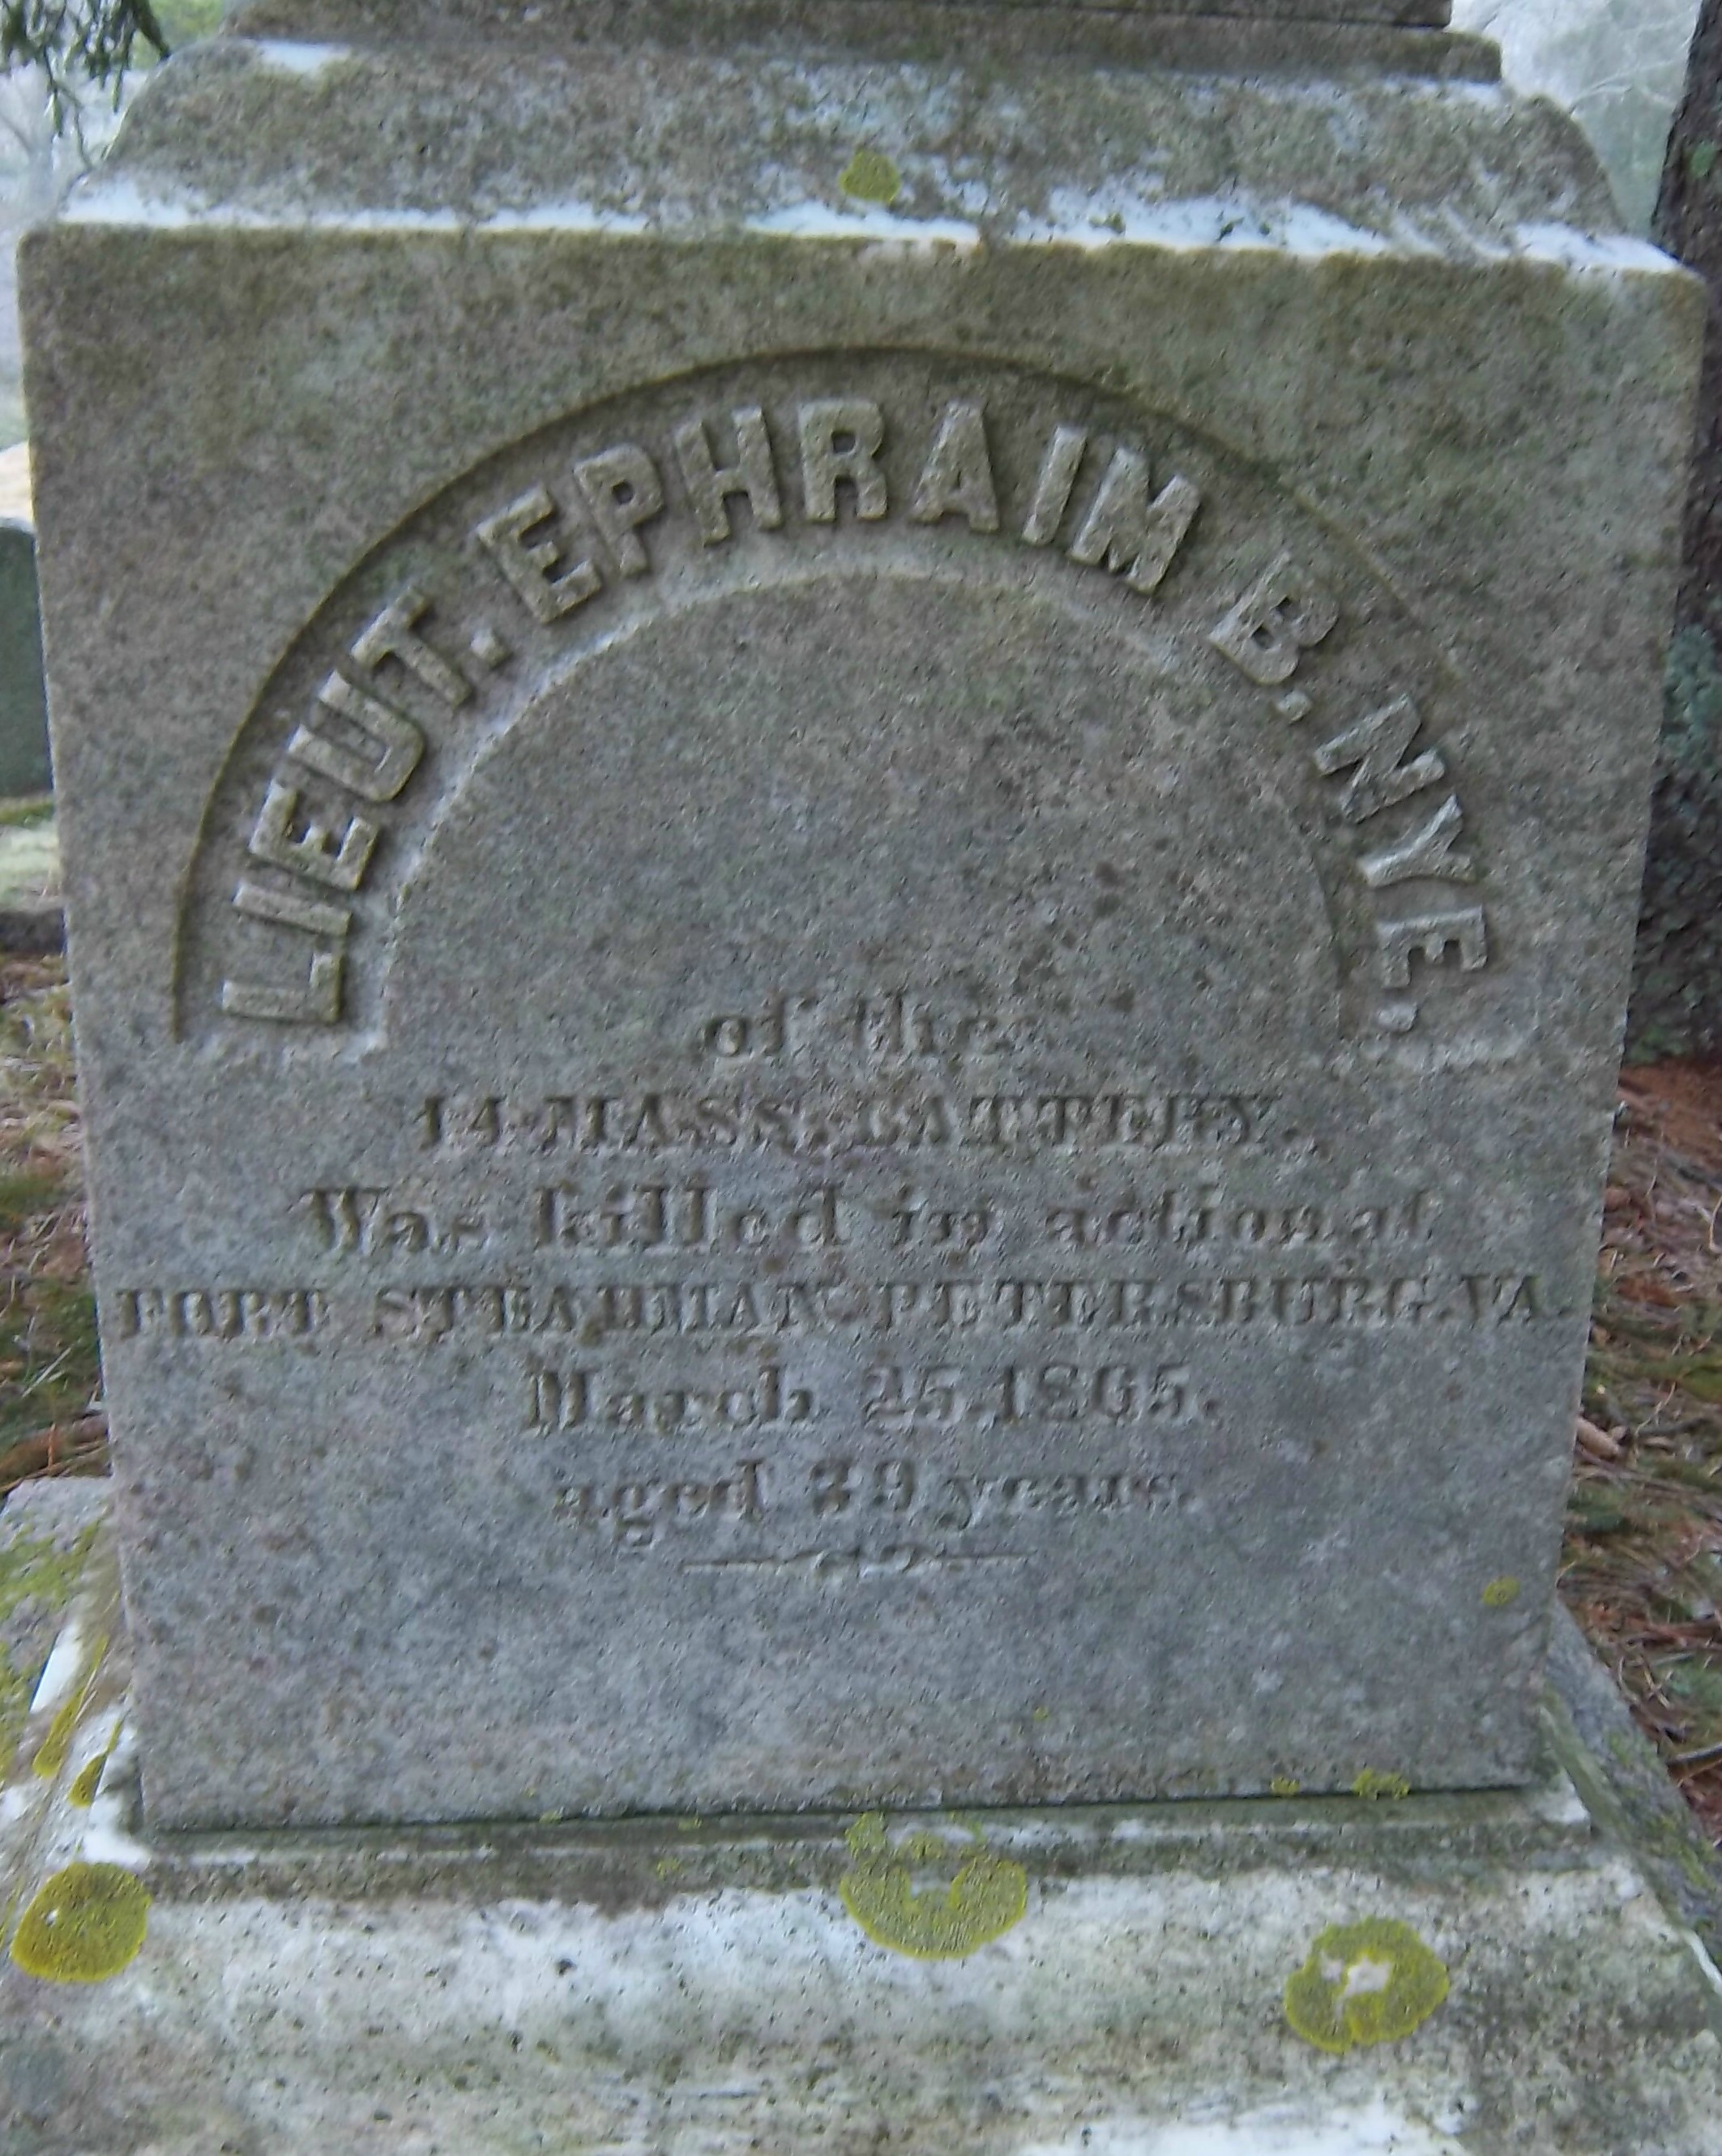 LIEUT. EPHRAIM B. NYE,
of the
14 MASS. BATTERY.
Was killed in action at
FORT STEADMAN PETERSBURG, VA.
March 25, 1865.
aged 39 years.